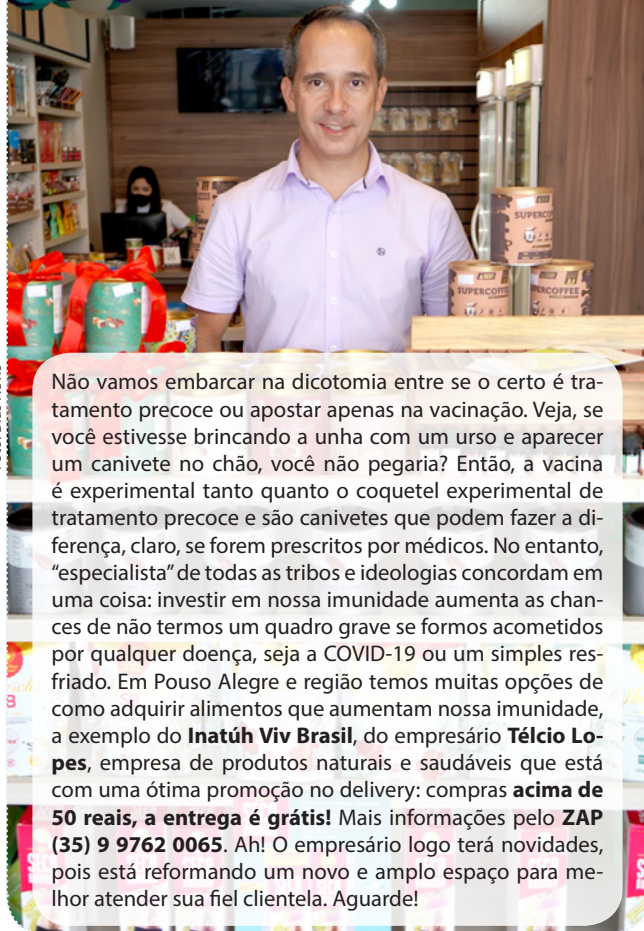 SUPERCOFFEE
SUPERCOFFEE
SUPERCOFFEE
Não vamos embarcar na dicotomia entre se o certo é tra-
tamento precoce ou apostar apenas na vacinação. Veja, se
você estivesse brincando a unha com um urso e aparecer
um canivete no chão, você não pegaria? Então, a vacina
é experimental tanto quanto o coquetel experimental de
tratamento precoce e são canivetes que podem fazer a di-
ferença, claro, se forem prescritos por médicos. No entanto,
“especialista” de todas as tribos e ideologias concordam em
uma coisa: investir em nossa imunidade aumenta as chan-
ces de não termos um quadro grave se formos acometidos
por qualquer doença, seja a COVID-19 ou um simples res-
friado. Em Pouso Alegre e região temos muitas opções de
como adquirir alimentos que aumentam nossa imunidade,
a exemplo do Inatúh Viv Brasil, do empresário Télcio Lo-
pes, empresa de produtos naturais e saudáveis que está
com uma ótima promoção no delivery: compras acima de
50 reais, a entrega é grátis! Mais informações pelo ZAP
(35) 9 9762 0065. Ah! O empresário logo terá novidades,
pois está reformando um novo e amplo espaço para me-
lhor atender sua fiel clientela. Aguarde!